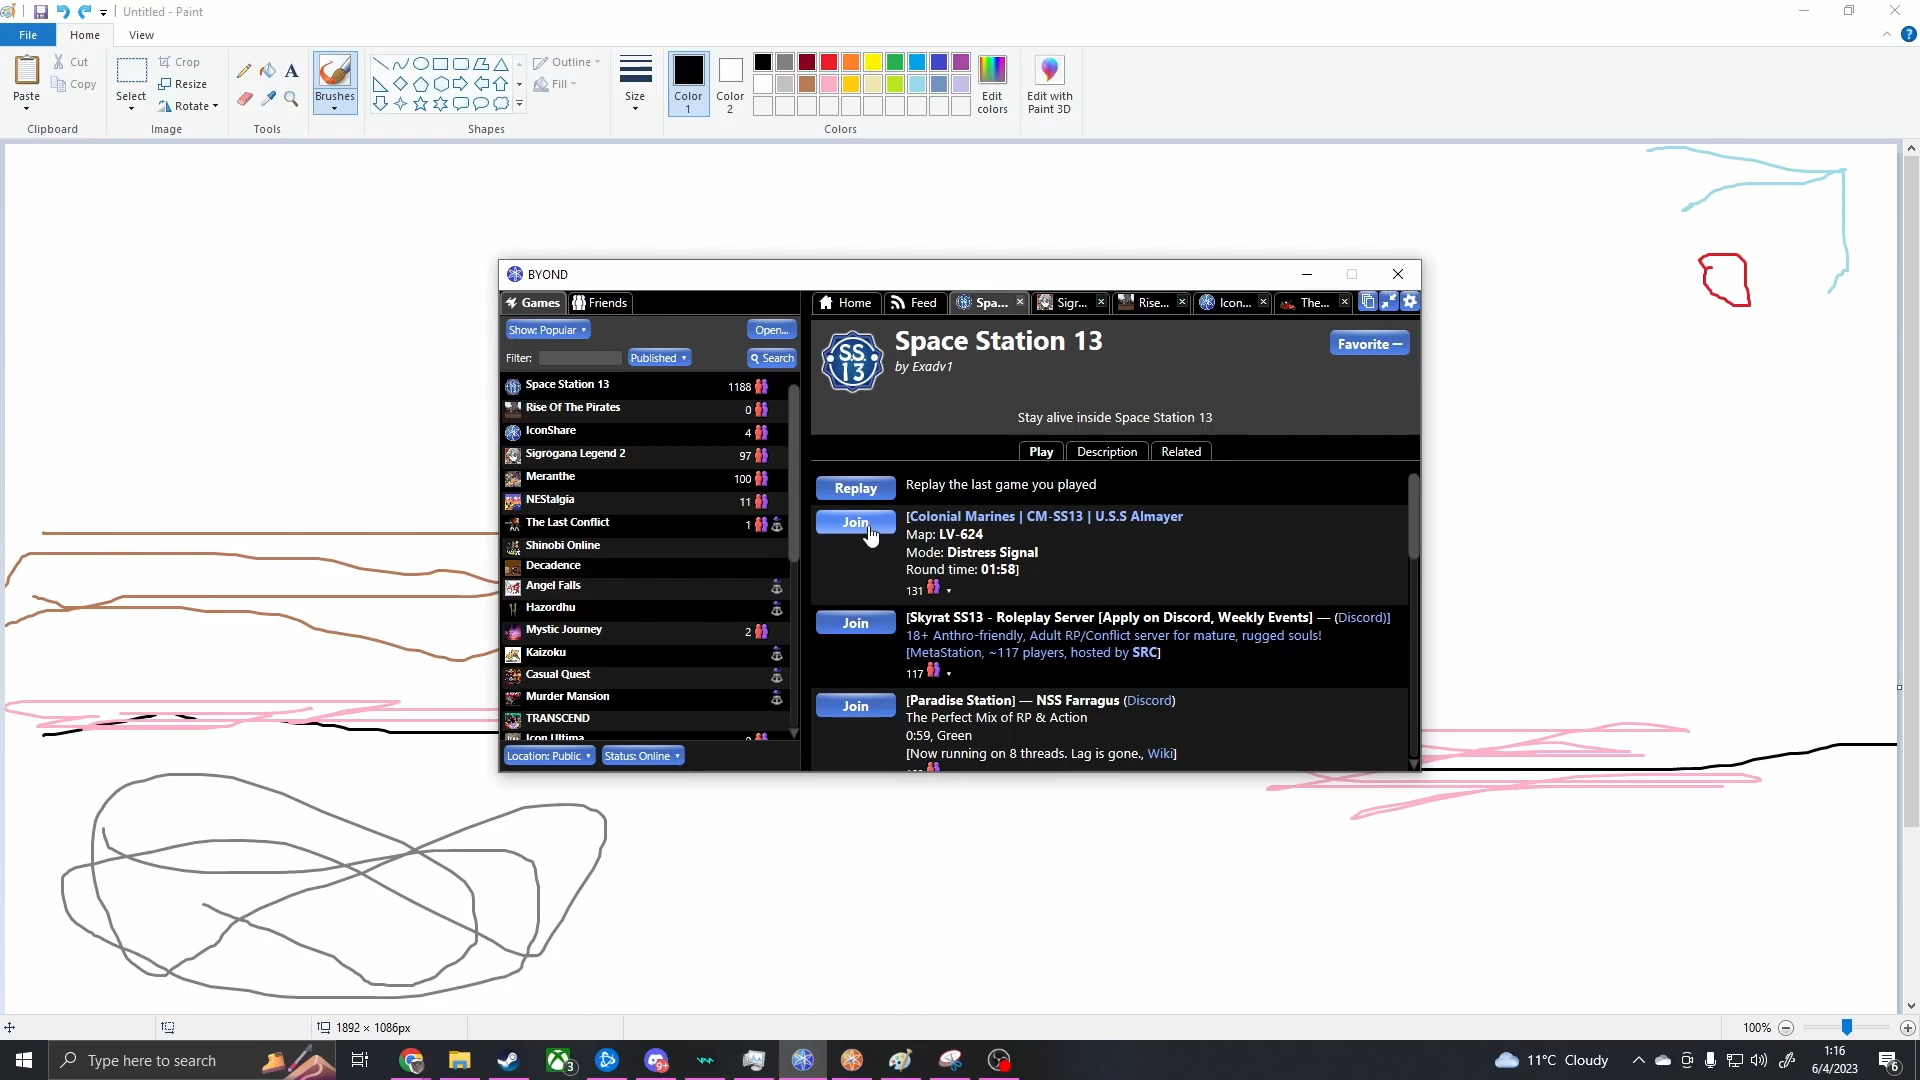 Untitled - Paint
File
Home
View
Paste
Cut
Copy
Clipboard
Select
Crop
Resize
Rotate
Image
A
Tools
Brushes
Shapes
Outline
Fill
Size
Color 1
Color 2
Colors
Edit colors
Edit with Paint 3D
BYOND
Games
Friends
Show: Popular
Open...
Filter:
Published
Search
Space Station 13 1188
Rise Of The Pirates 0
IconShare 4
Sigrogana Legend 2 97
Meranthe 100
NEStalgia 11
The Last Conflict 1
Shinobi Online
Decadence
Angel Falls
Hazordhu
Mystic Journey 2
Kaizoku
Casual Quest
Murder Mansion
TRANSCEND
Icon Ultima
Location: Public
Status: Online
Home
Feed
Spa...
Sigr...
Rise...
Icon...
The...
S.S. 13
Space Station 13
by Exadv1
Favorite
Stay alive inside Space Station 13
Play
Description
Related
Replay
Replay the last game you played
Join
[Colonial Marines | CM-SS13 | U.S.S Almayer
Map: LV-624
Mode: Distress Signal
Round time: 01:58]
131
Join
[Skyrat SS13 - Roleplay Server [Apply on Discord, Weekly Events] — (Discord)]
18+ Anthro-friendly, Adult RP/Conflict server for mature, rugged souls!
[MetaStation, ~117 players, hosted by SRC]
117
Join
[Paradise Station] — NSS Farragus (Discord)
The Perfect Mix of RP & Action
0:59, Green
[Now running on 8 threads. Lag is gone., Wiki]
1892 × 1086px
100%
Type here to search
3
9+
11°C Cloudy
1:16
6/4/2023
6